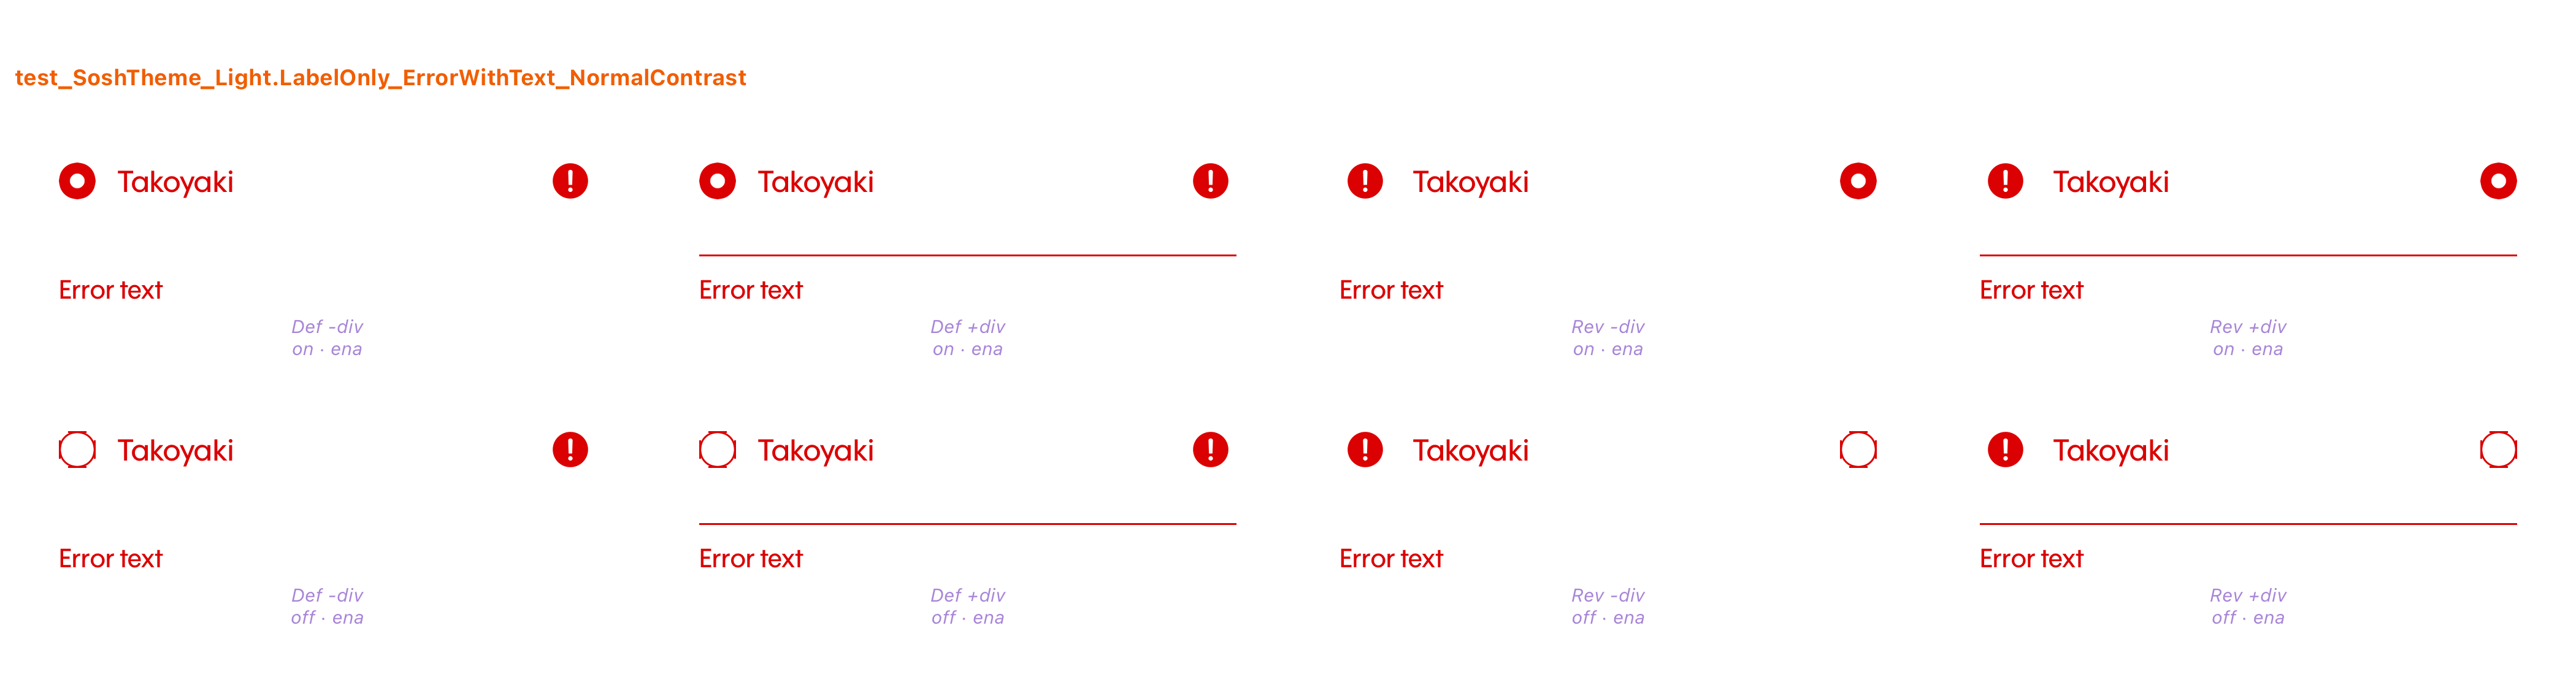 test_SoshTheme_Light.LabelOnly_ErrorWithText_NormalContrast
Takoyaki
Takoyaki
Takoyaki
Takoyaki
Error text
Error text
Error text
Error text
Def -div
on · ena
Def +div
on · ena
Rev -div
on · ena
Rev +div
on · ena
Takoyaki
Takoyaki
Takoyaki
Takoyaki
Error text
Error text
Error text
Error text
Def -div
off · ena
Def +div
off · ena
Rev -div
off · ena
Rev +div
off · ena